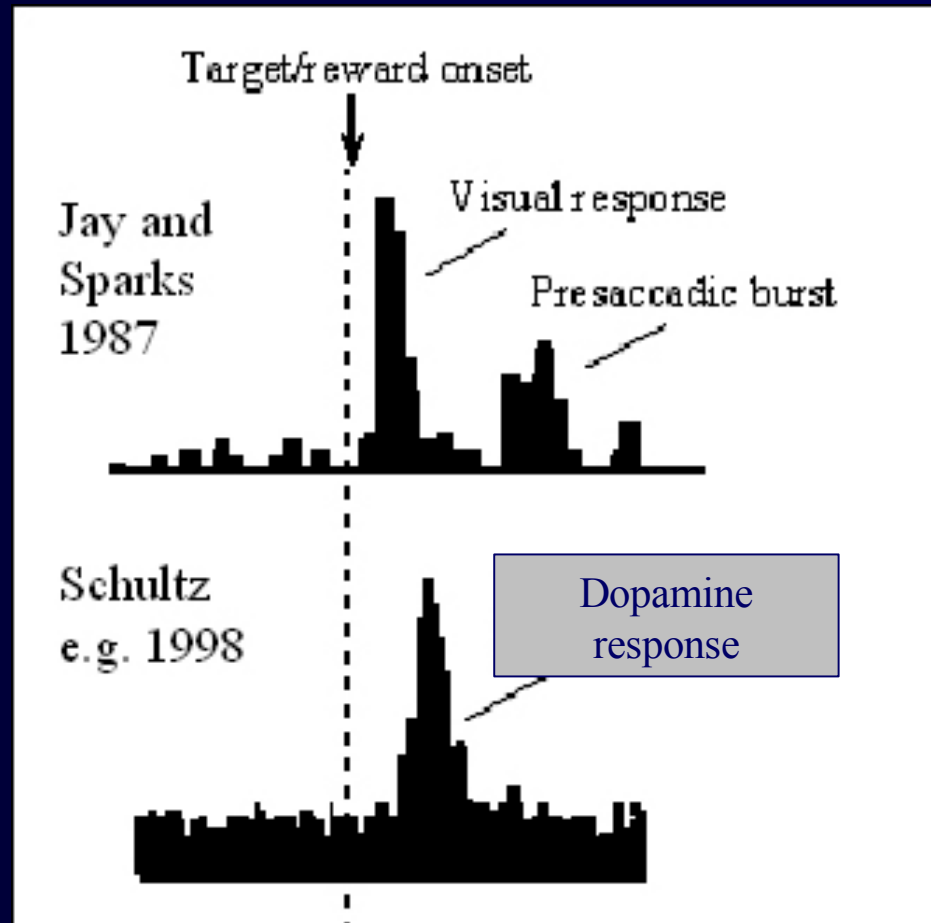 Target/reward onset
Jay and
Sparks
1987
Visual response
Presaccadic burst
Schultz
e.g. 1998
Dopamine
response